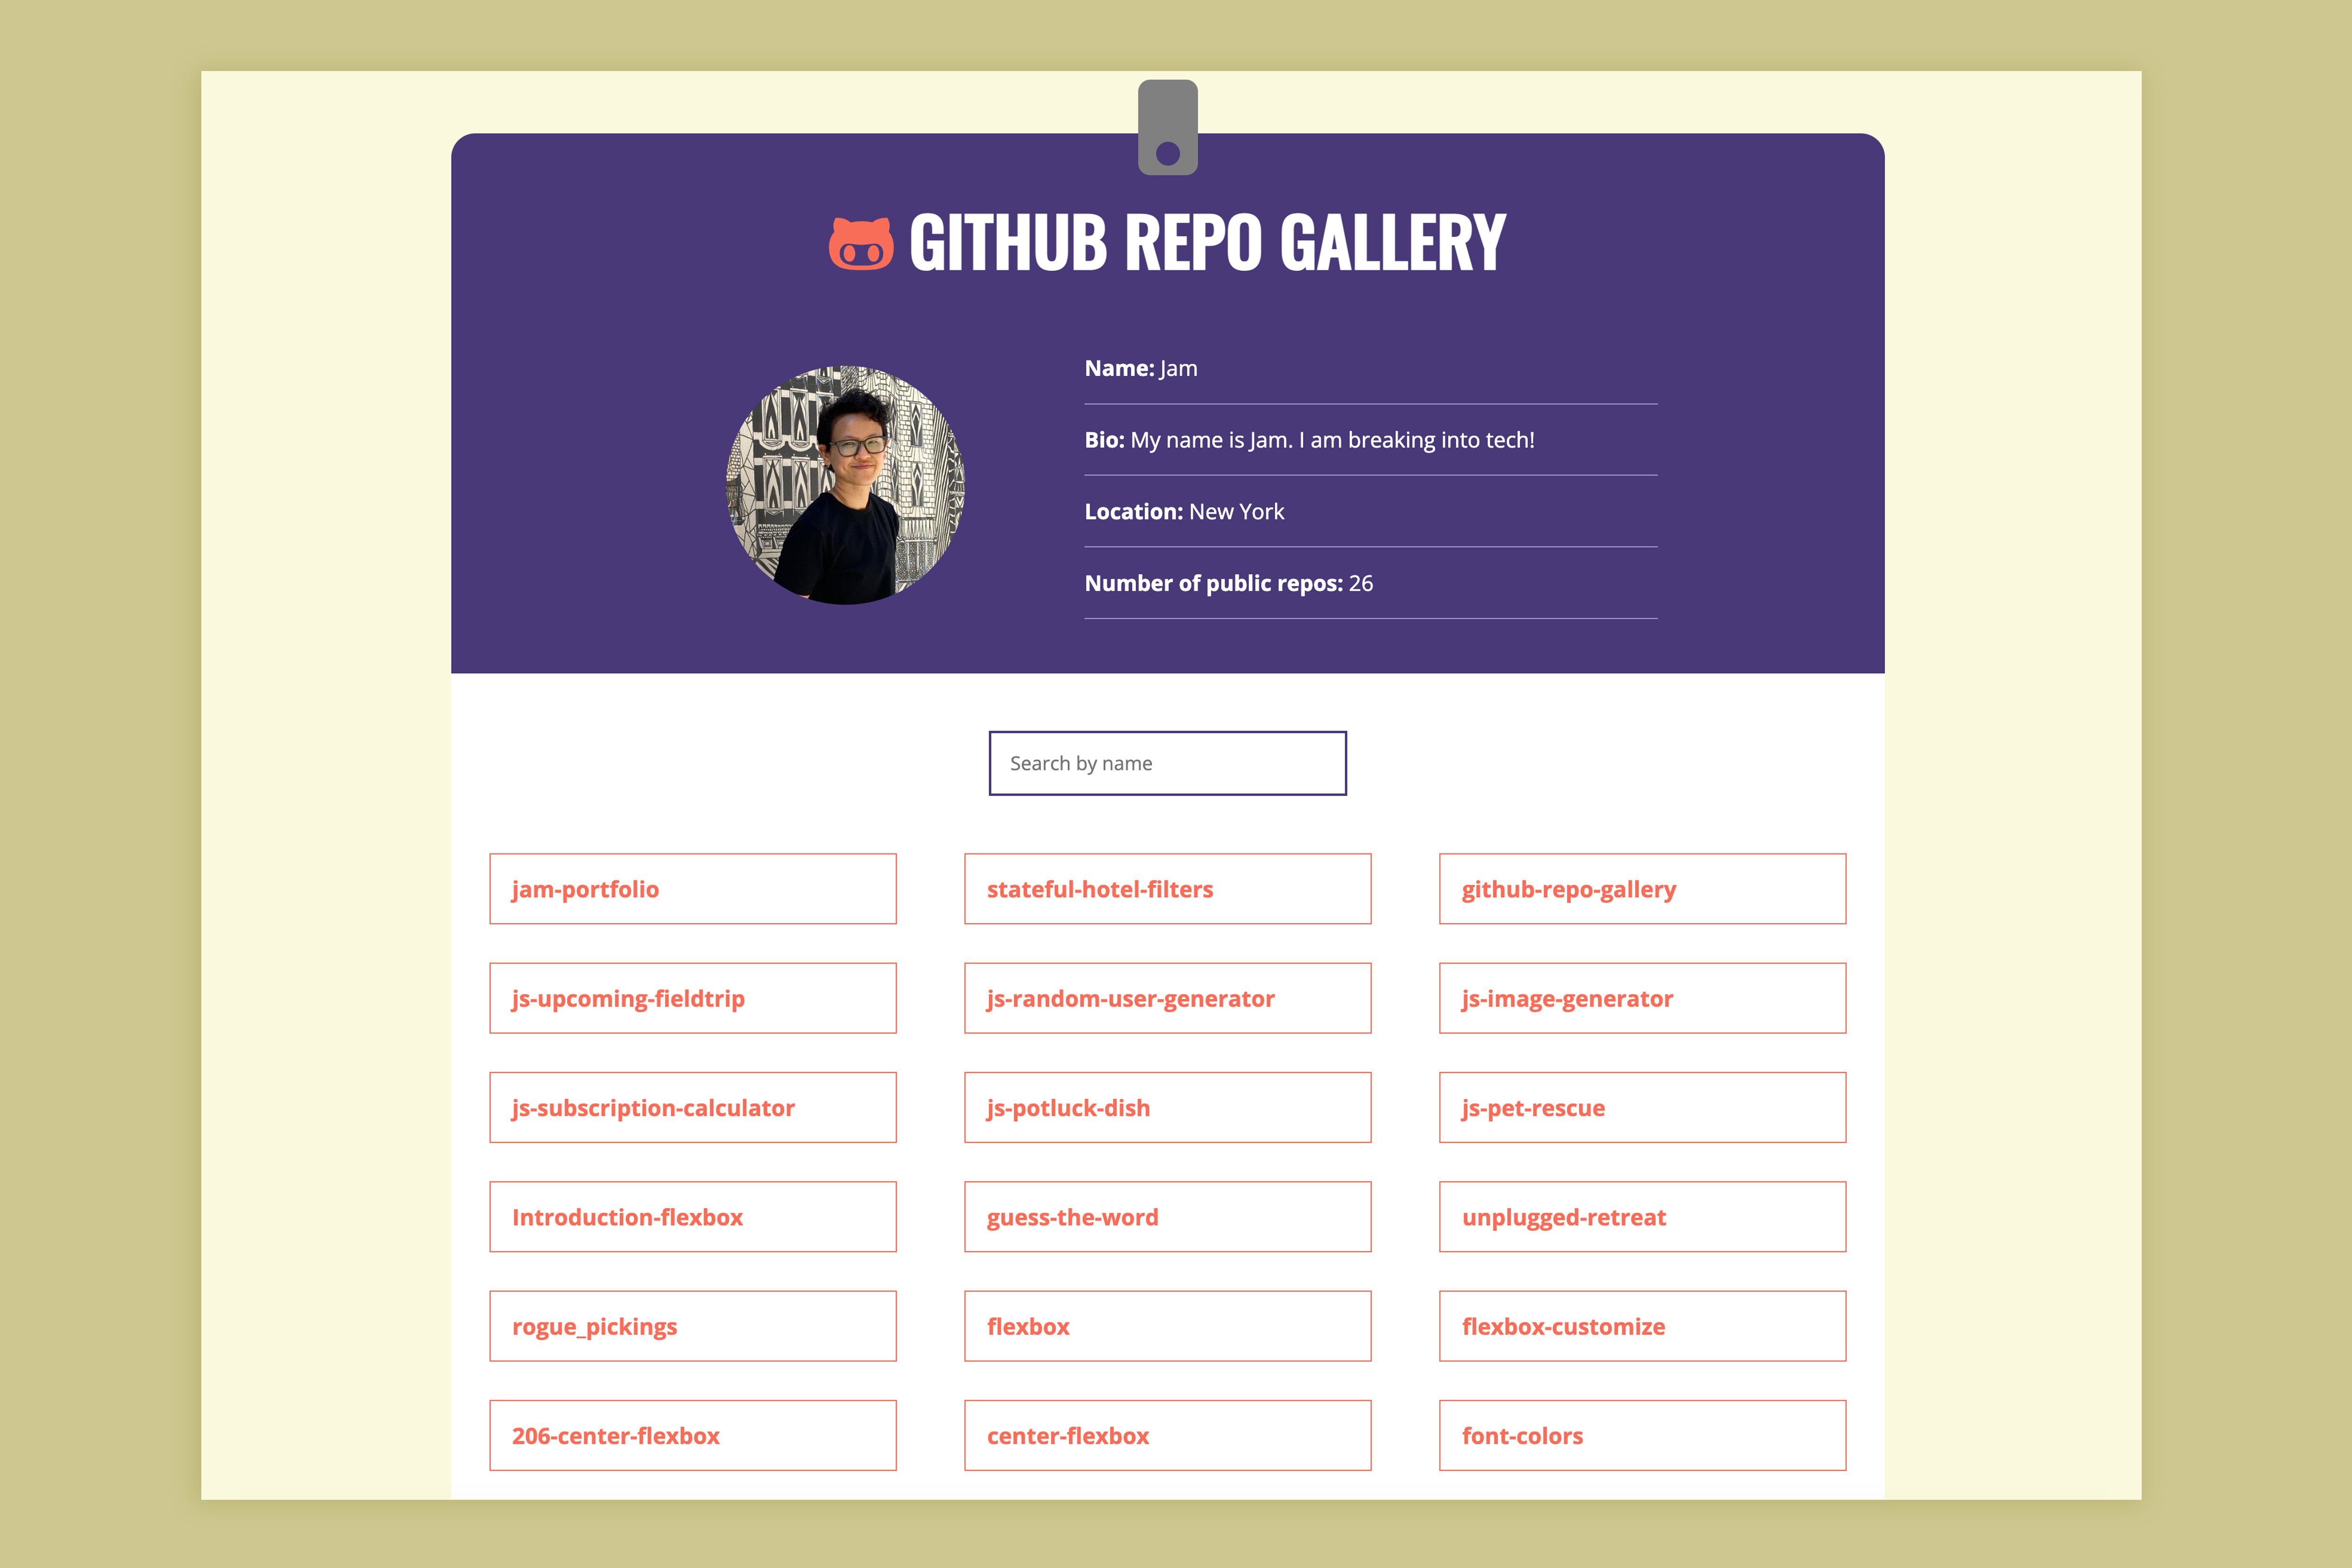 GITHUB REPO GALLERY
Name: Jam
Bio: My name is Jam. I am breaking into tech!
Location: New York
Number of public repos: 26
Search by name
jam-portfolio
stateful-hotel-filters
github-repo-gallery
js-upcoming-fieldtrip
js-random-user-generator
js-image-generator
js-subscription-calculator
js-potluck-dish
js-pet-rescue
Introduction-flexbox
guess-the-word
unplugged-retreat
rogue_pickings
flexbox
flexbox-customize
206-center-flexbox
center-flexbox
font-colors